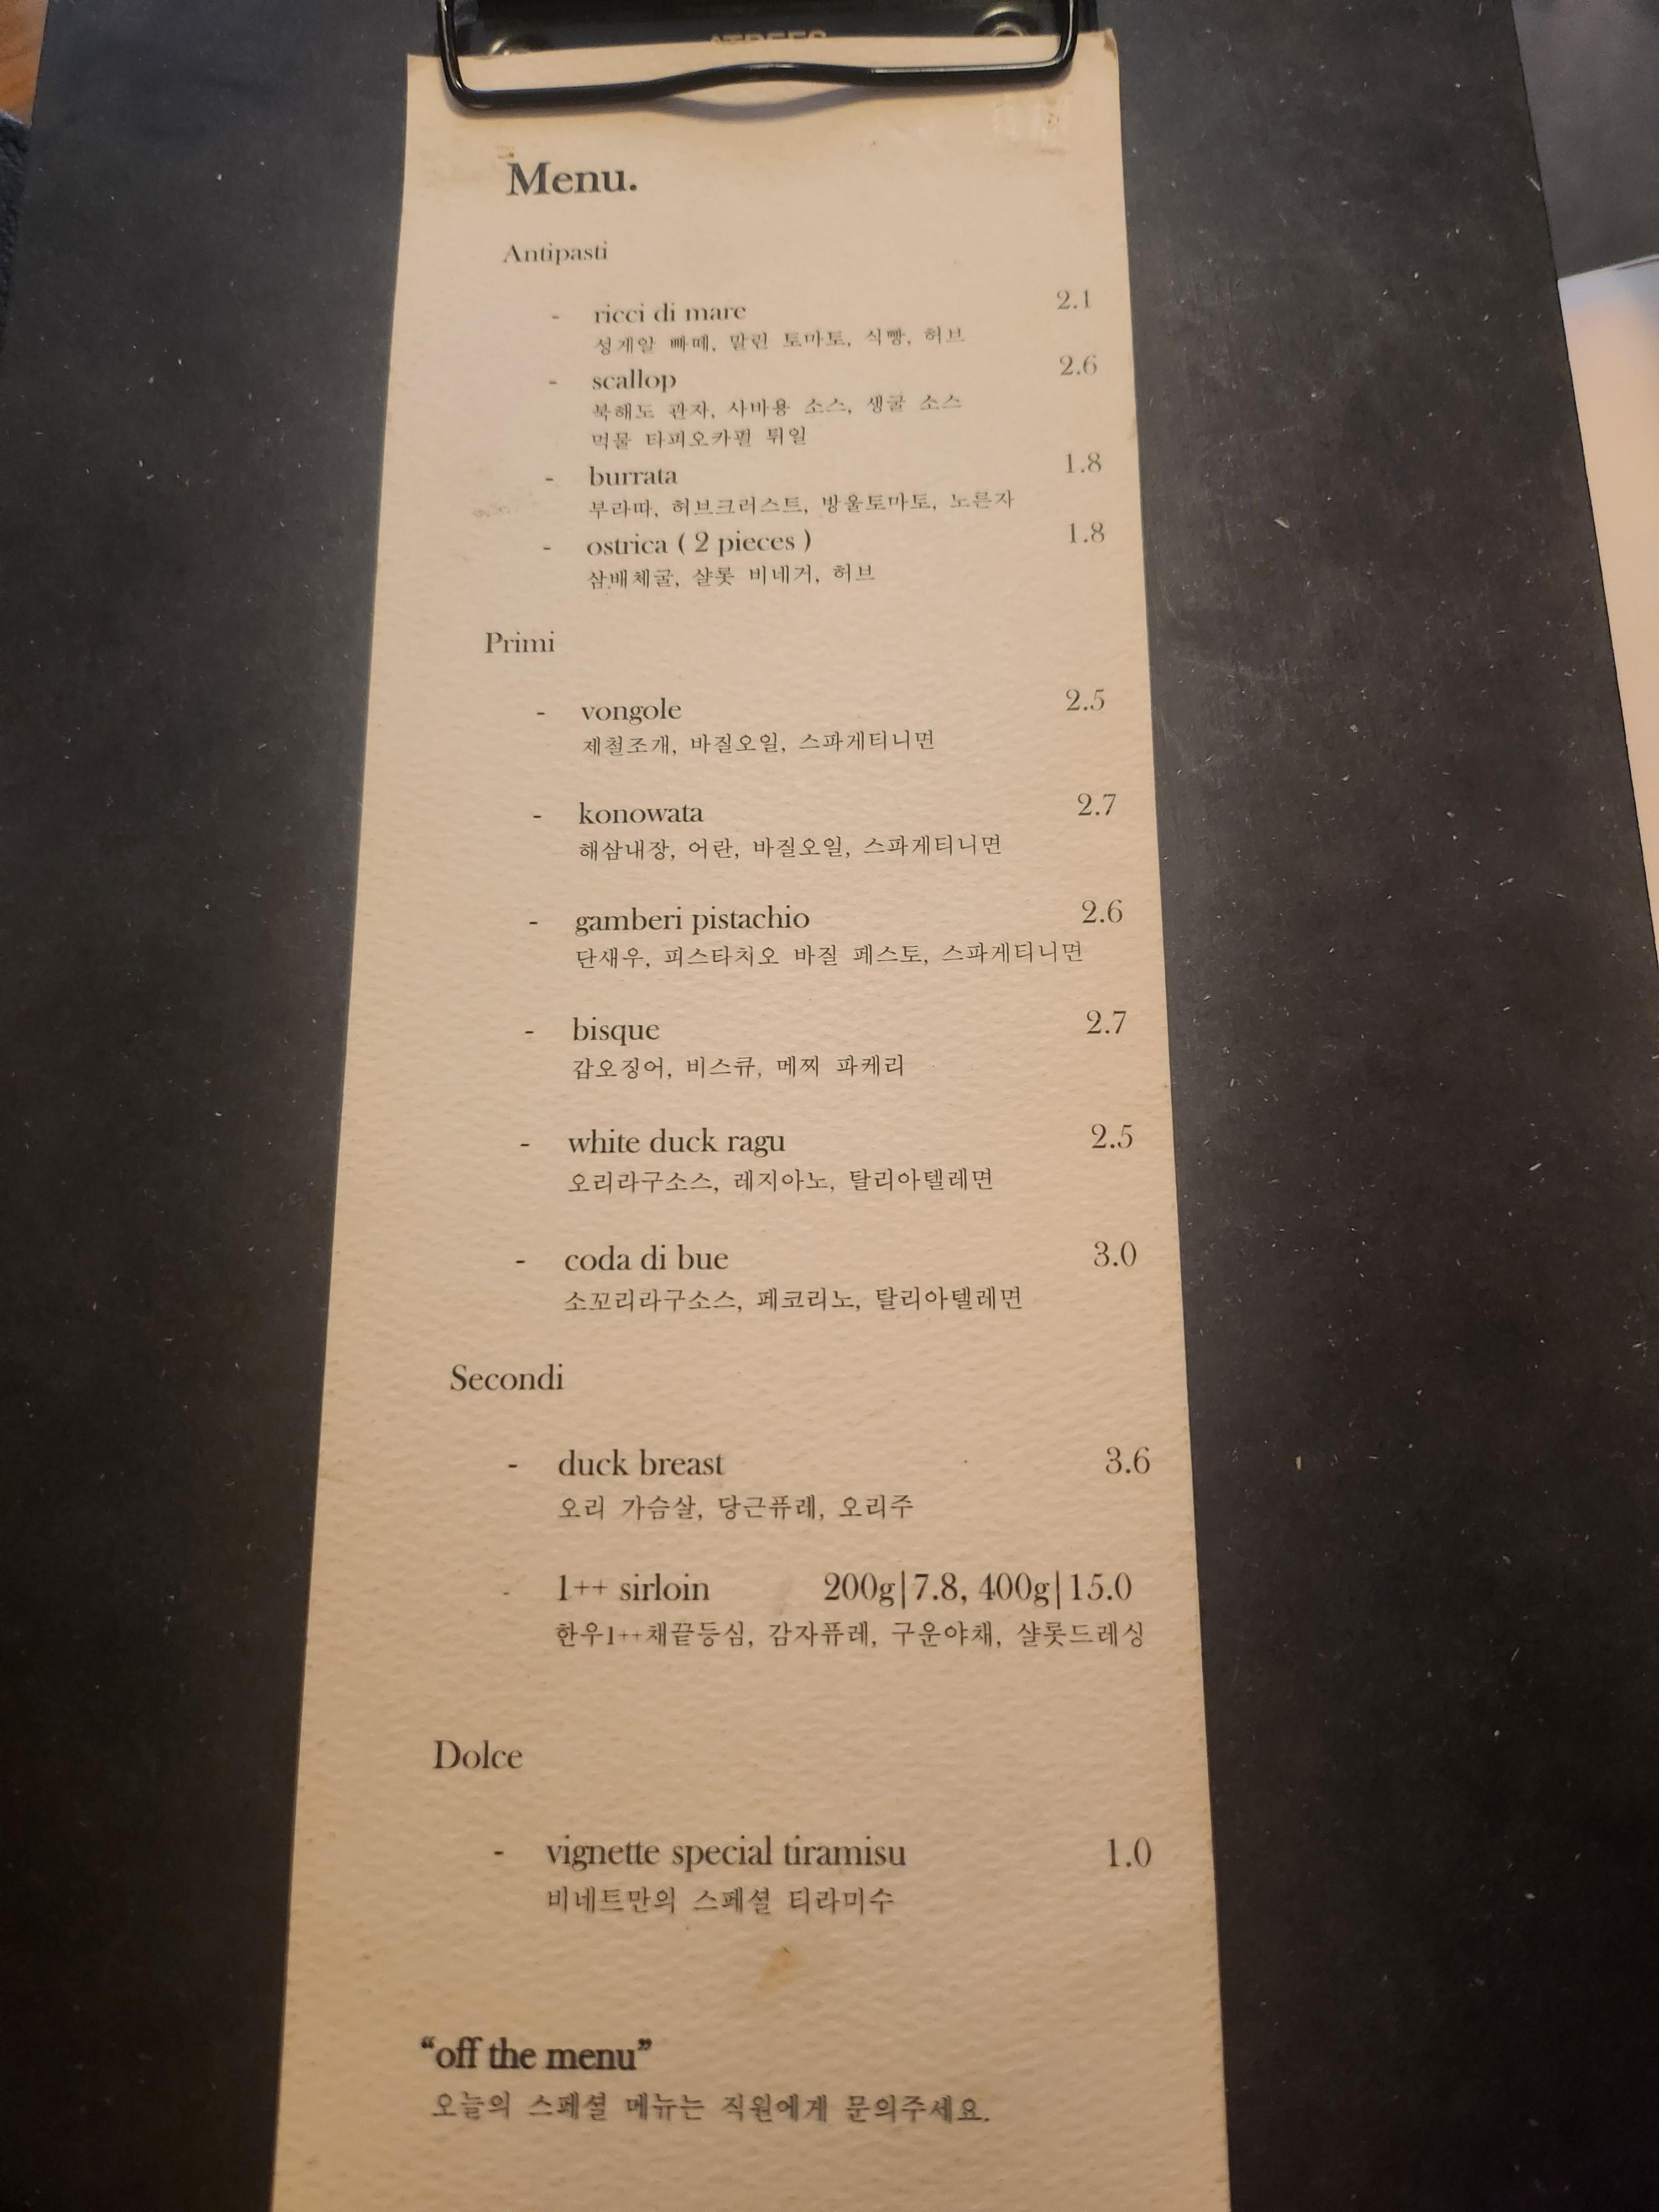 Menu.
Antipasti
- ricci di mare 2.1
성게알 빠떼, 말린 토마토, 식빵, 허브
- scallop 2.6
북해도 관자, 사바용 소스, 생굴 소스
먹물 타피오카펄 튀일
- burrata 1.8
부라따, 허브크러스트, 방울토마토, 노른자
- ostrica ( 2 pieces ) 1.8
삼배체굴, 샬롯 비네거, 허브
Primi
- vongole 2.5
제철조개, 바질오일, 스파게티니면
- konowata 2.7
해삼내장, 어란, 바질오일, 스파게티니면
- gamberi pistachio 2.6
단새우, 피스타치오 바질 페스토, 스파게티니면
- bisque 2.7
갑오징어, 비스큐, 메찌 파케리
- white duck ragu 2.5
오리라구소스, 레지아노, 탈리아텔레면
- coda di bue 3.0
소꼬리라구소스, 페코리노, 탈리아텔레면
Secondi
- duck breast 3.6
오리 가슴살, 당근퓨레, 오리주
- 1++ sirloin 200g|7.8, 400g|15.0
한우1++채끝등심, 감자퓨레, 구운야채, 샬롯드레싱
Dolce
- vignette special tiramisu 1.0
비네트만의 스페셜 티라미수
“off the menu”
오늘의 스페셜 메뉴는 직원에게 문의주세요.